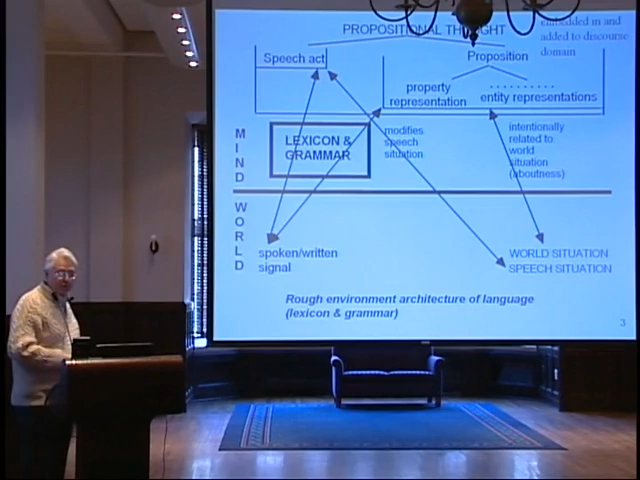 PROPOSITIONAL THOUGHT
embedded in and
added to discourse
domain
Speech act
Proposition
property
representation
entity representations
MIND
LEXICON &
GRAMMAR
modifies
speech
situation
intentionally
related to
world
situation
(aboutness)
WORLD
spoken/written
signal
WORLD SITUATION
SPEECH SITUATION
Rough environment architecture of language
(lexicon & grammar)
3